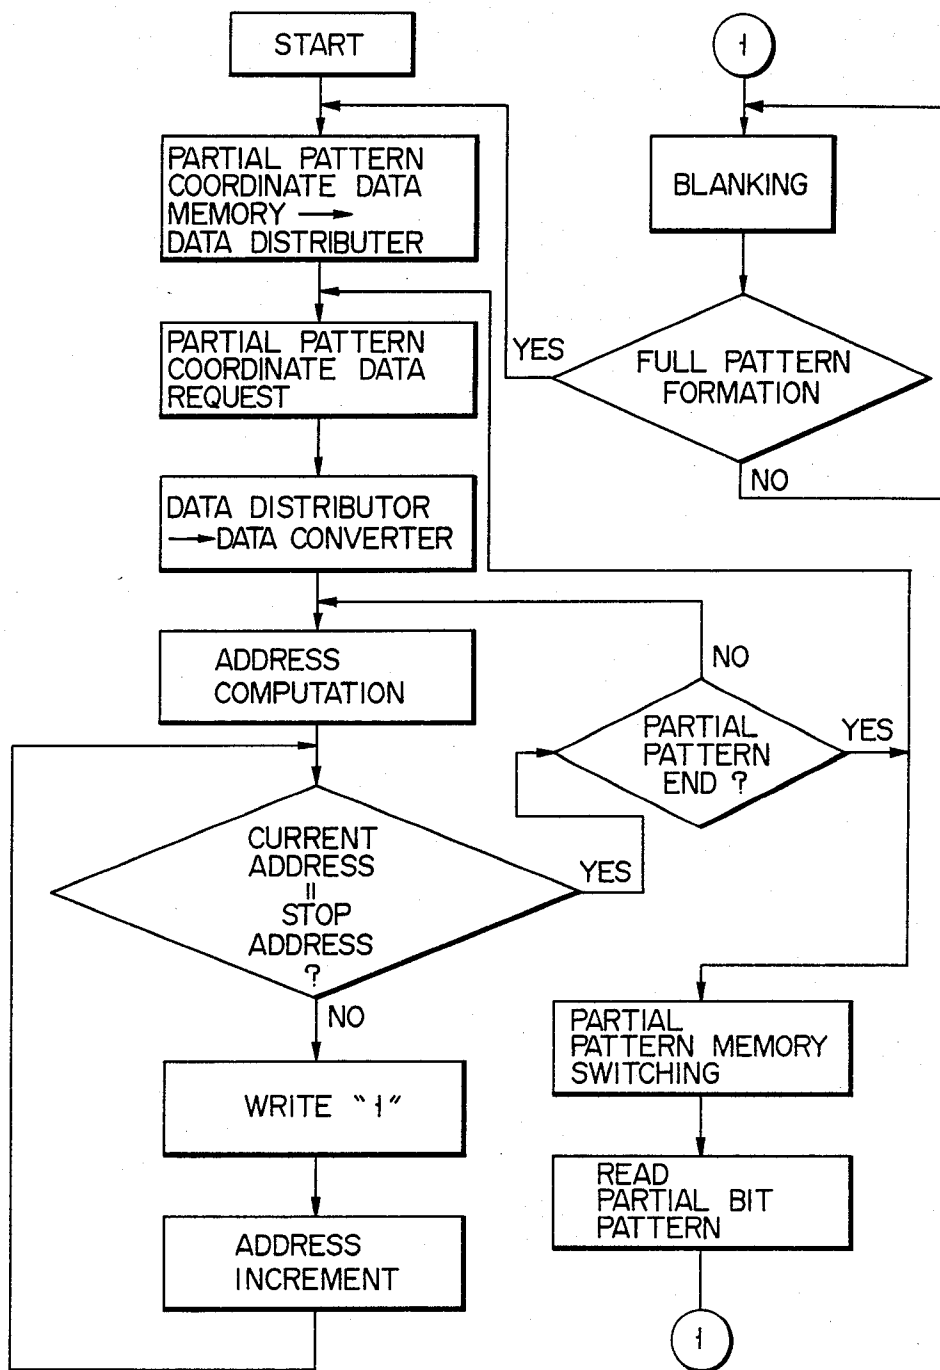 START
PARTIAL PATTERN
COORDINATE DATA
MEMORY →
DATA DISTRIBUTER
PARTIAL PATTERN
COORDINATE DATA
REQUEST
DATA DISTRIBUTOR
→DATA CONVERTER
ADDRESS
COMPUTATION
CURRENT
ADDRESS
=
STOP
ADDRESS
?
YES
NO
WRITE "1"
ADDRESS
INCREMENT
PARTIAL
PATTERN
END ?
NO
YES
PARTIAL
PATTERN MEMORY
SWITCHING
READ
PARTIAL BIT
PATTERN
1
1
BLANKING
FULL PATTERN
FORMATION
YES
NO